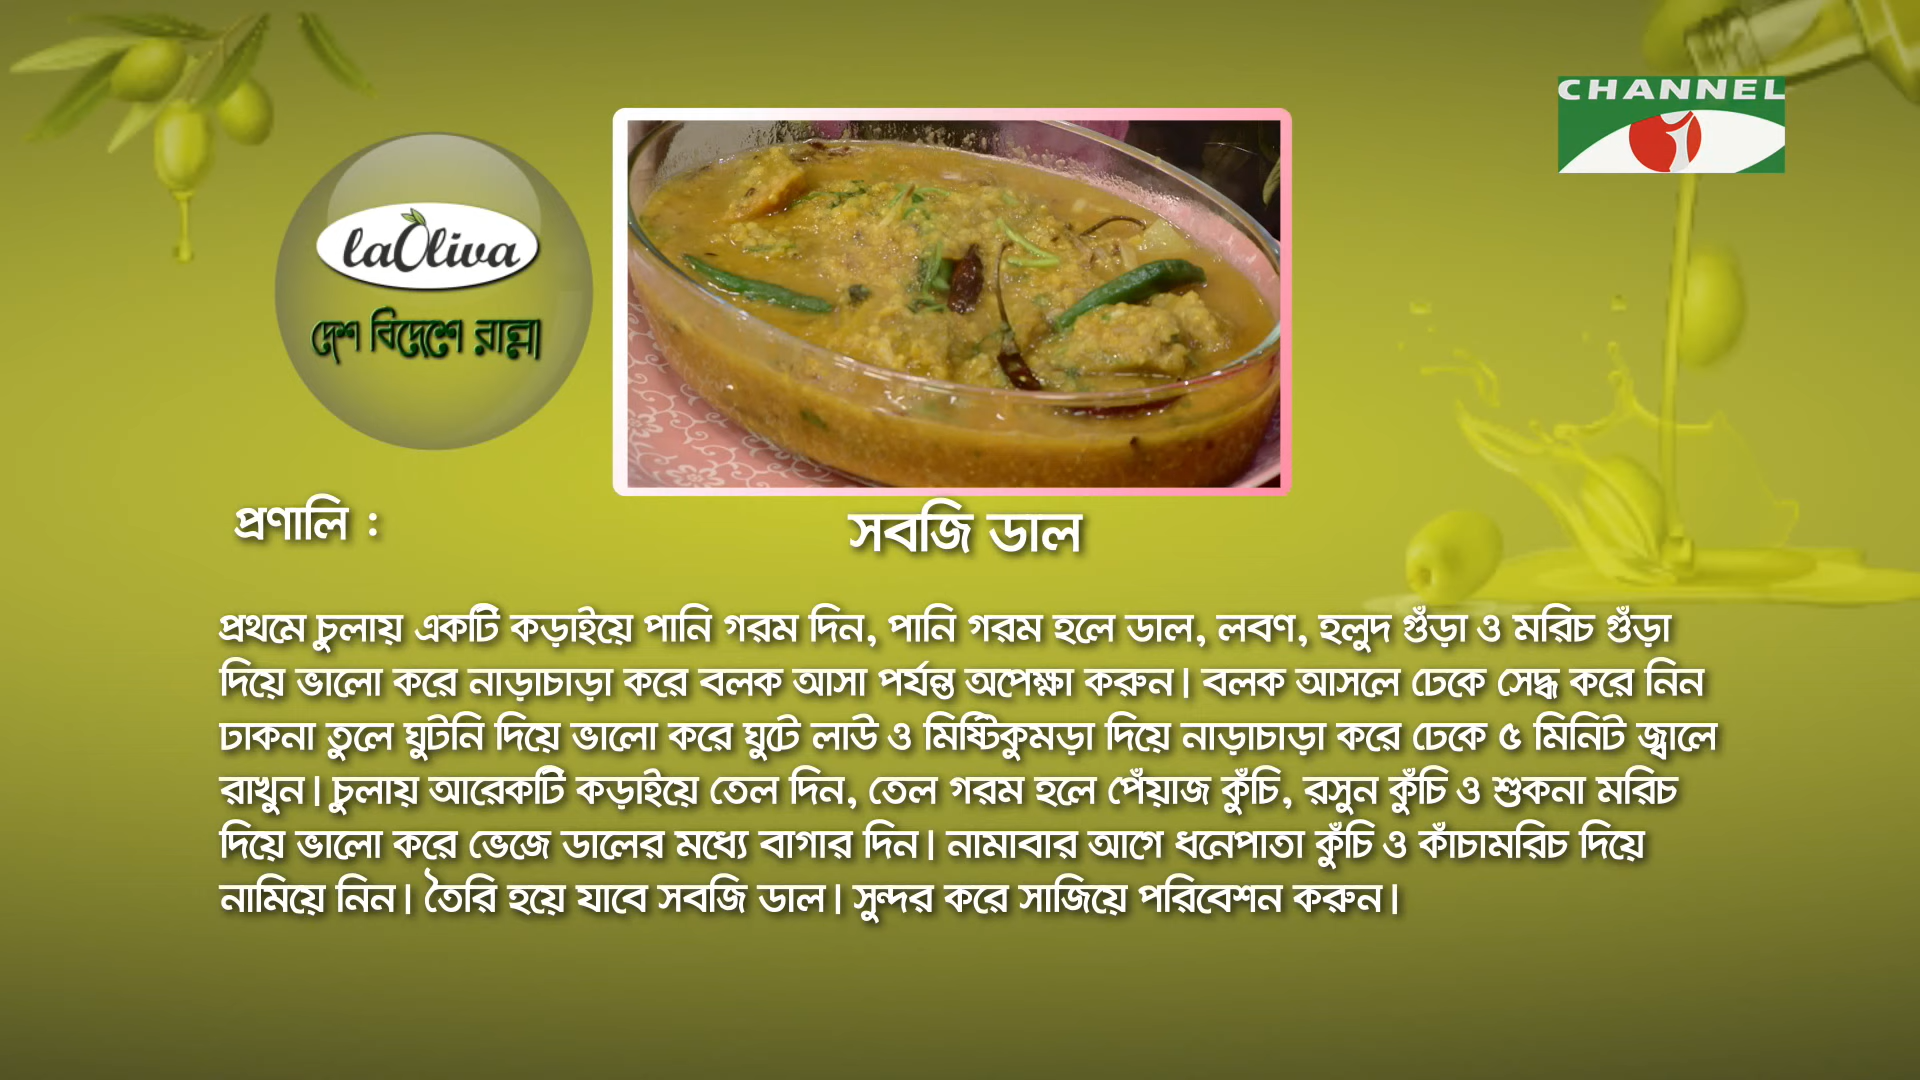 CHANNEL
laOliva
দেশ বিদেশে রান্না
প্রণালি :
সবজি ডাল
প্রথমে চুলায় একটি কড়াইয়ে পানি গরম দিন, পানি গরম হলে ডাল, লবণ, হলুদ গুঁড়া ও মরিচ গুঁড়া
দিয়ে ভালো করে নাড়াচাড়া করে বলক আসা পর্যন্ত অপেক্ষা করুন। বলক আসলে ঢেকে সেদ্ধ করে নিন
ঢাকনা তুলে ঘুটনি দিয়ে ভালো করে ঘুটে লাউ ও মিষ্টিকুমড়া দিয়ে নাড়াচাড়া করে ঢেকে ৫ মিনিট জ্বালে
রাখুন। চুলায় আরেকটি কড়াইয়ে তেল দিন, তেল গরম হলে পেঁয়াজ কুঁচি, রসুন কুঁচি ও শুকনা মরিচ
দিয়ে ভালো করে ভেজে ডালের মধ্যে বাগার দিন। নামাবার আগে ধনেপাতা কুঁচি ও কাঁচামরিচ দিয়ে
নামিয়ে নিন। তৈরি হয়ে যাবে সবজি ডাল। সুন্দর করে সাজিয়ে পরিবেশন করুন।